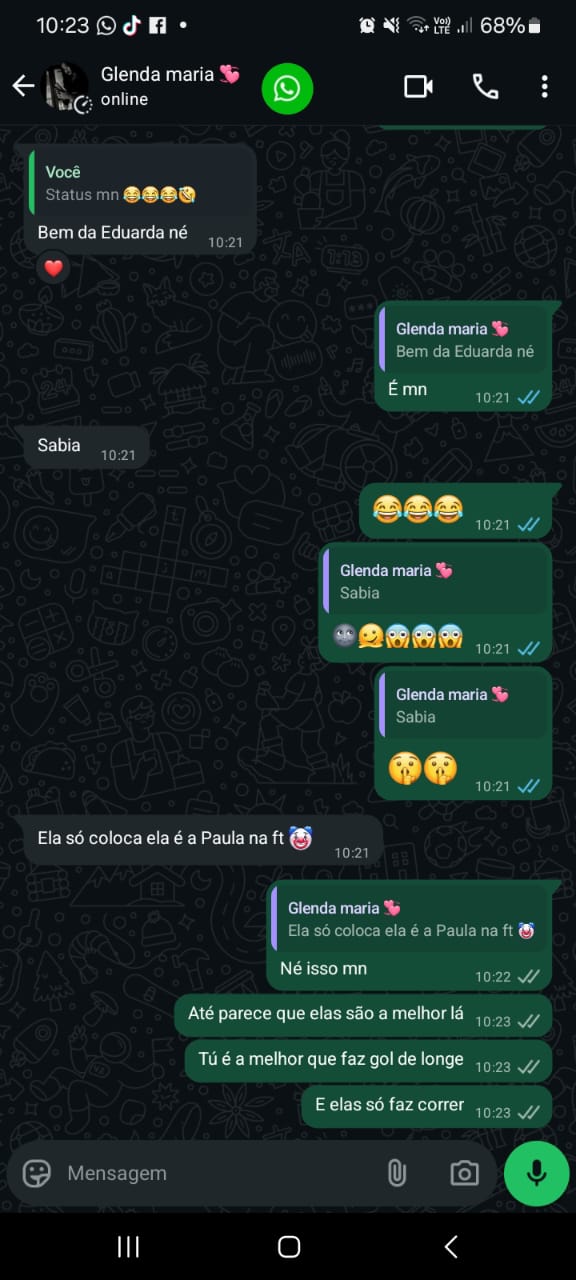 10:23 Vo)) LTE 68%
Glenda maria 💞
online
Você
Status mn 😂😂😂🤣
Bem da Eduarda né 10:21
❤️
Glenda maria 💞
Bem da Eduarda né
É mn 10:21
Sabia 10:21
😂😂😂 10:21
Glenda maria 💞
Sabia
🌚🫠😱😱😱 10:21
Glenda maria 💞
Sabia
🤫🤫 10:21
Ela só coloca ela é a Paula na ft 🤡 10:21
Glenda maria 💞
Ela só coloca ela é a Paula na ft 🤡
Né isso mn 10:22
Até parece que elas são a melhor lá 10:23
Tú é a melhor que faz gol de longe 10:23
E elas só faz correr 10:23
Mensagem